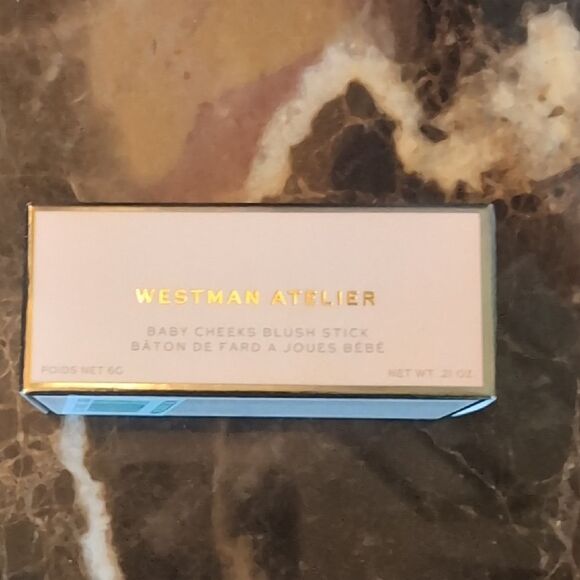 WESTMAN ATELIER
BABY CHEEKS BLUSH STICK
BÂTON DE FARD A JOUES BÉBÉ
POIDS NET 6G
NET WT .21 OZ.